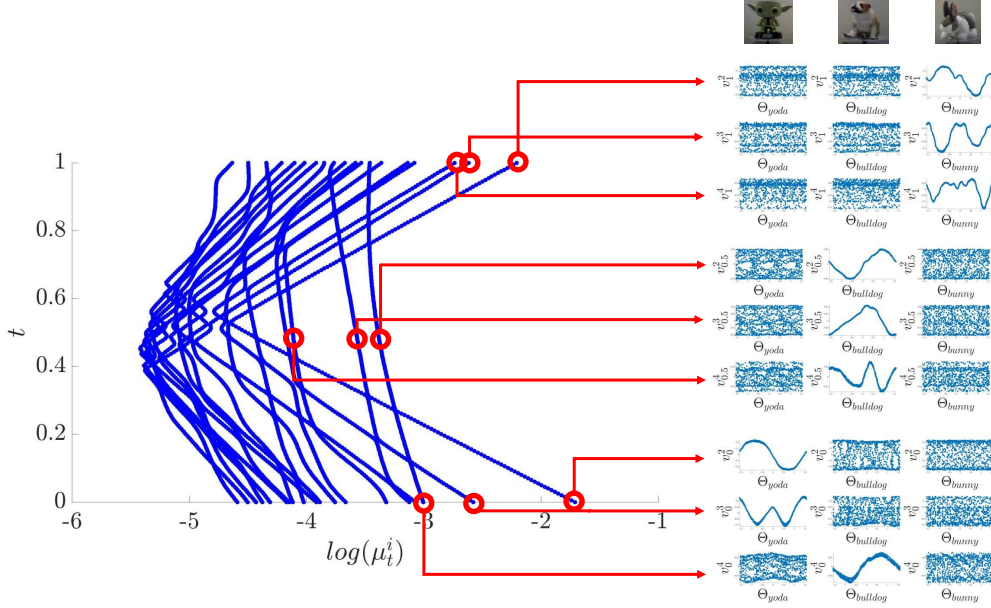 v_1^2 v_1^2 v_1^2
Θ_yoda Θ_bulldog Θ_bunny
v_1^3 v_1^3 v_1^3
Θ_yoda Θ_bulldog Θ_bunny
v_1^4 v_1^4 v_1^4
Θ_yoda Θ_bulldog Θ_bunny
v_0.5^2 v_0.5^2 v_0.5^2
Θ_yoda Θ_bulldog Θ_bunny
v_0.5^3 v_0.5^3 v_0.5^3
Θ_yoda Θ_bulldog Θ_bunny
v_0.5^4 v_0.5^4 v_0.5^4
Θ_yoda Θ_bulldog Θ_bunny
v_0^2 v_0^2 v_0^2
Θ_yoda Θ_bulldog Θ_bunny
v_0^3 v_0^3 v_0^3
Θ_yoda Θ_bulldog Θ_bunny
v_0^4 v_0^4 v_0^4
Θ_yoda Θ_bulldog Θ_bunny
1
0.8
0.6
0.4
0.2
0
t
-6 -5 -4 -3 -2 -1
log(μ_t^i)